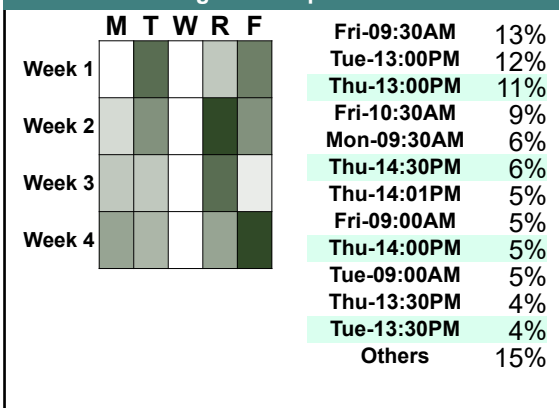 M T W R F
Week 1
Week 2
Week 3
Week 4
Fri-09:30AM 13%
Tue-13:00PM 12%
Thu-13:00PM 11%
Fri-10:30AM 9%
Mon-09:30AM 6%
Thu-14:30PM 6%
Thu-14:01PM 5%
Fri-09:00AM 5%
Thu-14:00PM 5%
Tue-09:00AM 5%
Thu-13:30PM 4%
Tue-13:30PM 4%
Others 15%